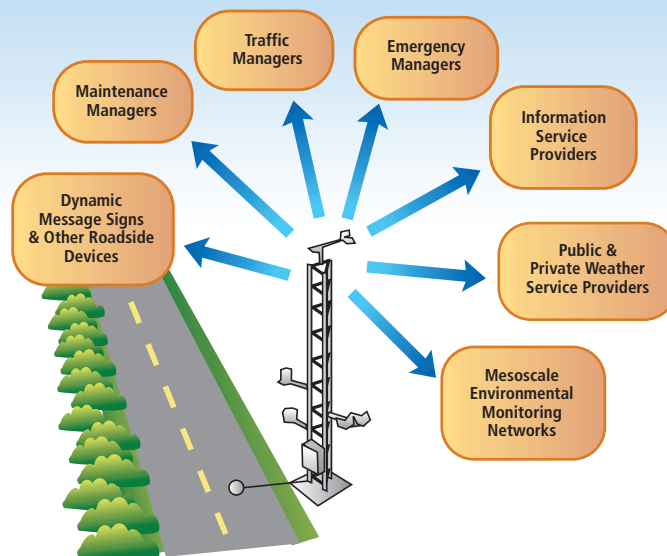 Traffic
Managers
Emergency
Managers
Maintenance
Managers
Information
Service
Providers
Dynamic
Message Signs
& Other Roadside
Devices
Public &
Private Weather
Service Providers
Mesoscale
Environmental
Monitoring
Networks